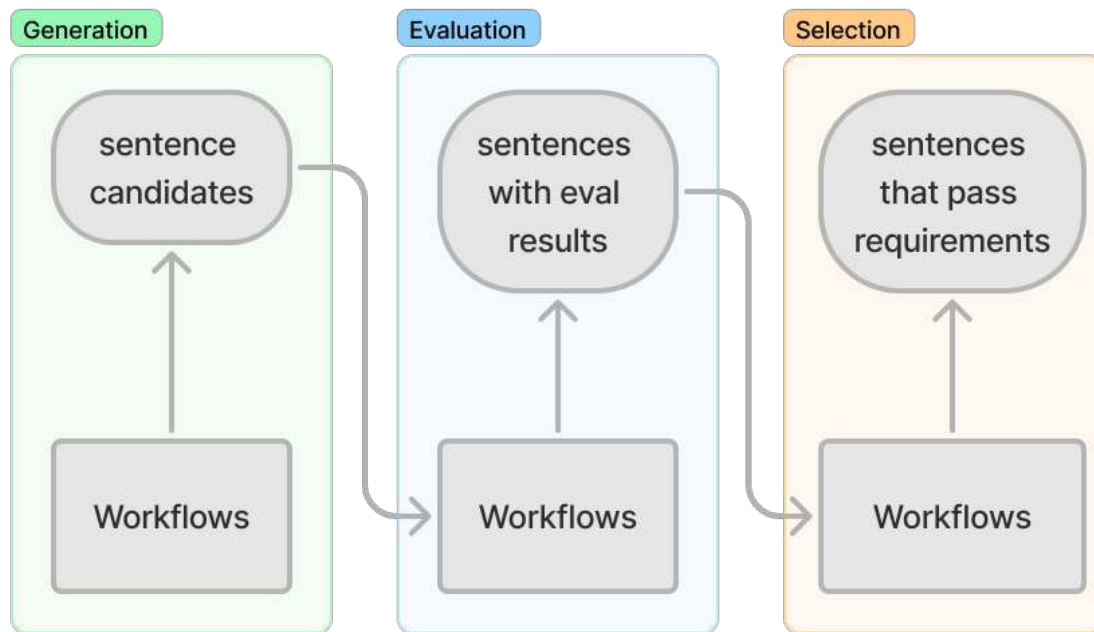 Generation
sentence
candidates
Workflows
Evaluation
sentences
with eval
results
Workflows
Selection
sentences
that pass
requirements
Workflows